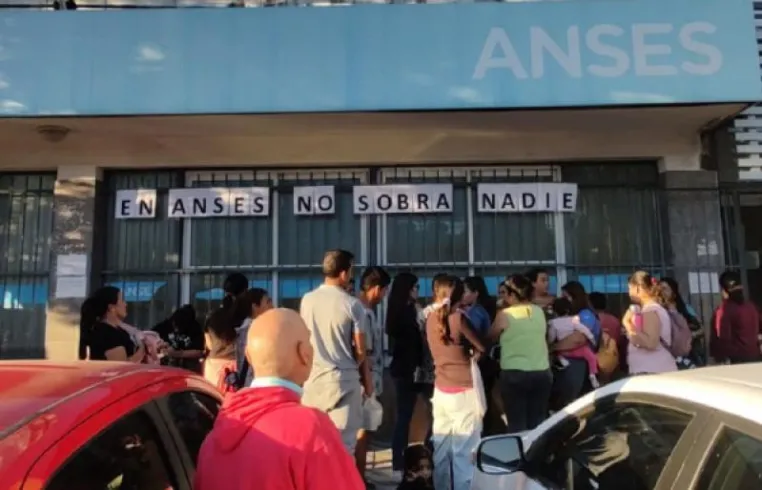 ANSES
EN ANSES NO SOBRA NADIE